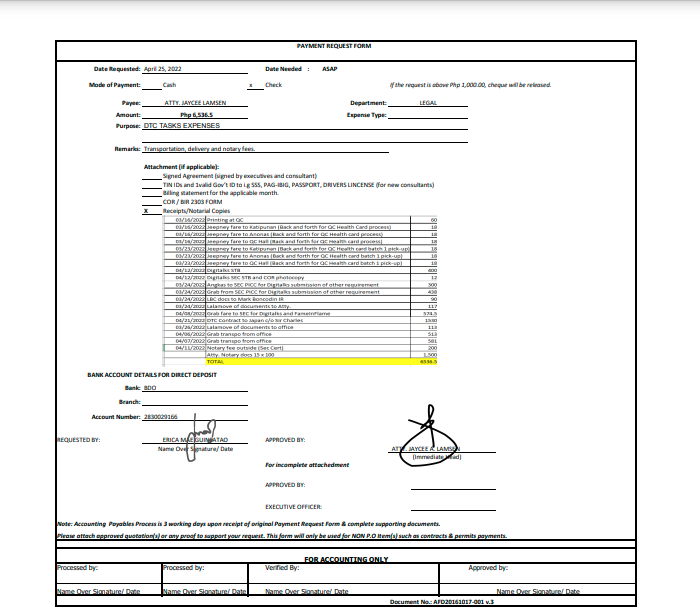 PAYMENT REQUEST FORM
Date Requested: April 25, 2022 Date Needed : ASAP
Mode of Payment: Cash x Check If the request is above Php 1,000.00, cheque will be released.
Payee: ATTY. JAYCEE LAMSEN Department: LEGAL
Amount: Php 6,536.5 Expense Type:
Purpose: DTC TASKS EXPENSES
Remarks: Transportation, delivery and notary fees.
Attachment (if applicable):
Signed Agreement (signed by executives and consultant)
TIN IDs and 1valid Gov't ID to i.g SSS, PAG-IBIG, PASSPORT, DRIVERS LINCENSE (for new consultants)
Billing statement for the applicable month.
COR / BIR 2303 FORM
X Receipts/Notarial Copies
03/16/2022 Printing at QC 60
03/16/2022 Jeepney fare to Katipunan (Back and forth for QC Health Card process) 18
03/16/2022 Jeepney fare to Anonas (Back and forth for QC Health card process) 18
03/16/2022 Jeepney fare to QC Hall (Back and forth for QC Health card process) 18
03/23/2022 Jeepney fare to Katipunan (Back and forth for QC Health card batch 1 pick-up) 18
03/23/2022 Jeepney fare to Anonas (Back and forth for QC Health card batch 1 pick-up) 18
03/23/2022 Jeepney fare to QC Hall (Back and forth for QC Health card batch 1 pick-up) 18
04/12/2022 Digitalks STB 400
04/12/2022 Digitalks SEC STB and COR photocopy 12
03/24/2022 Angkas to SEC PICC for Digitalks submission of other requirement 300
03/24/2022 Grab from SEC PICC for Digitalks submission of other requirement 438
03/24/2022 LBC docs to Mark Boncodin IR 90
03/24/2022 Lalamove of documents to Atty. 117
04/08/2022 Grab fare to SEC for Digitalks and FameinFlame 574.5
04/21/2022 DTC Contract to Japan c/o Sir Charles
03/26/2022 Lalamove of documents to office 113
04/06/2022 Grab transpo from office 513
04/07/2022 Grab transpo from office 581
04/11/2022 Notary fee outside (Sec Cert) 200
Atty. Notary docs 15 x 100 1,500
TOTAL 6536.5
BANK ACCOUNT DETAILS FOR DIRECT DEPOSIT
Bank: BDO
Branch:
Account Number: 2830029166
REQUESTED BY: ERICA MAE GUINATAO APPROVED BY: ATTY. JAYCEE A. LAMSEN
Name Over Signature/ Date (Immediate Head)
For incomplete attachedment
APPROVED BY:
EXECUTIVE OFFICER:
Note: Accounting Payables Process is 3 working days upon receipt of original Payment Request Form & complete supporting documents.
Please attach approved quotation(s) or any proof to support your request. This form will only be used for NON P.O Item(s) such as contracts & permits payments.
FOR ACCOUNTING ONLY
Processed by: Processed by: Verified By: Approved by:
Name Over Signature/ Date Name Over Signature/ Date Name Over Signature/ Date Name Over Signature/ Date
Document No.: AFD20161017-001 v.3